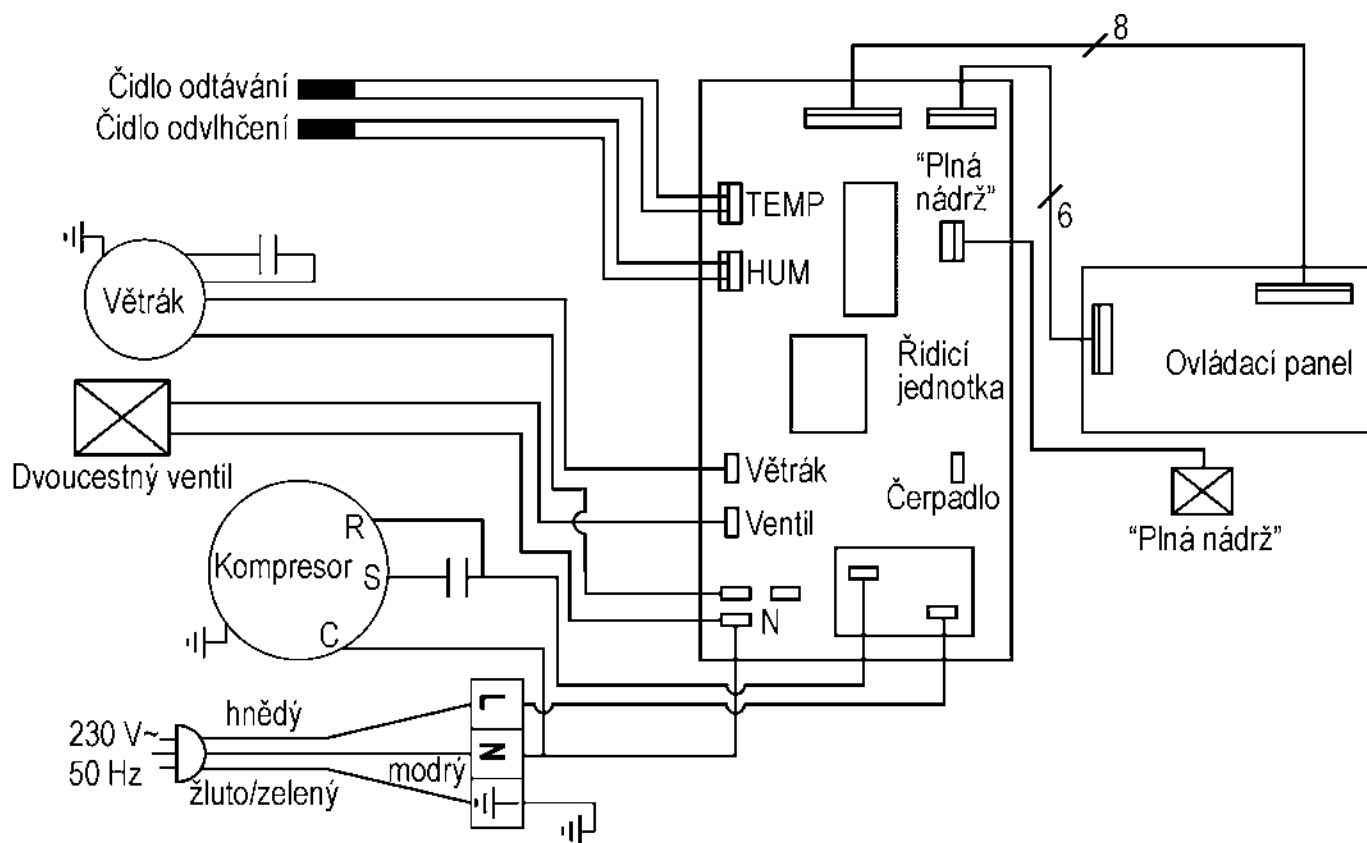 8
Čidlo odtávání
Čidlo odvlhčení
"Plná
nádrž"
TEMP
6
HUM
Větrák
Řídicí
jednotka
Ovládací panel
Dvoucestný ventil
Větrák
Čerpadlo
Ventil
"Plná nádrž"
R
Kompresor
S
C
N
hnědý
L
230 V~
50 Hz
N
modrý
žluto/zelený